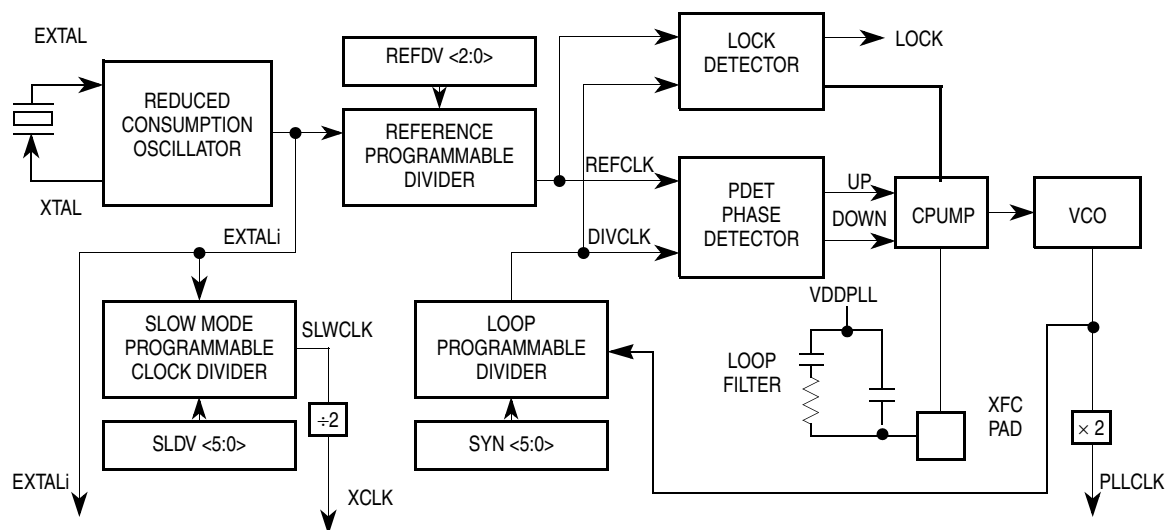 EXTAL
XTAL
REDUCED
CONSUMPTION
OSCILLATOR
REFDV <2:0>
REFERENCE
PROGRAMMABLE
DIVIDER
REFCLK
LOCK
DETECTOR
LOCK
PDET
PHASE
DETECTOR
UP
DOWN
CPUMP
VCO
EXTALi
DIVCLK
SLOW MODE
PROGRAMMABLE
CLOCK DIVIDER
SLWCLK
÷2
SLDV <5:0>
EXTALi
XCLK
LOOP
PROGRAMMABLE
DIVIDER
SYN <5:0>
VDDPLL
LOOP
FILTER
XFC
PAD
× 2
PLLCLK